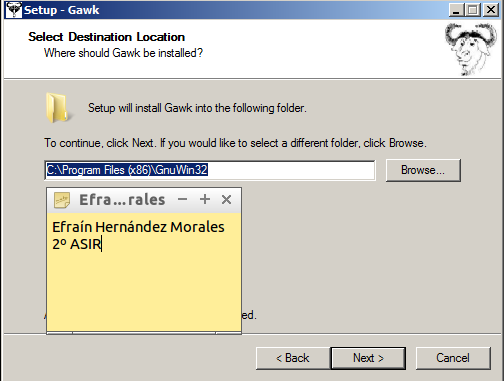 Setup - Gawk
Select Destination Location
Where should Gawk be installed?
Setup will install Gawk into the following folder.
To continue, click Next. If you would like to select a different folder, click Browse.
C:\Program Files (x86)\GnuWin32
Browse...
Efra...rales
Efraín Hernández Morales
2º ASIR
ed.
< Back
Next >
Cancel